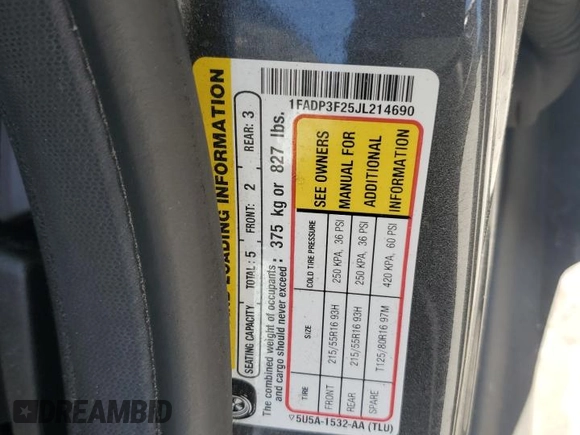 1FADP3F25JL214690
LOADING INFORMATION
SEATING CAPACITY TOTAL: 5 FRONT: 2 REAR: 3
The combined weight of occupants
and cargo should never exceed: 375 kg or 827 lbs.
TIRE SIZE COLD TIRE PRESSURE
FRONT 215/55R16 93H 250 KPA, 36 PSI
REAR 215/55R16 93H 250 KPA, 36 PSI
SPARE T125/80R16 97M 420 KPA, 60 PSI
SEE OWNERS
MANUAL FOR
ADDITIONAL
INFORMATION
5U5A-1532-AA (TLU)
DREAMBID